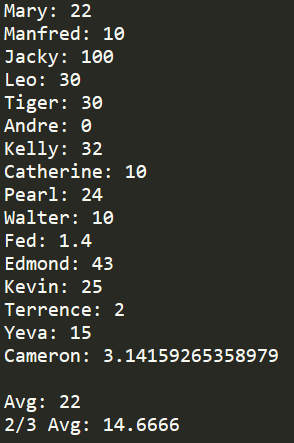 Mary: 22
Manfred: 10
Jacky: 100
Leo: 30
Tiger: 30
Andre: 0
Kelly: 32
Catherine: 10
Pearl: 24
Walter: 10
Fed: 1.4
Edmond: 43
Kevin: 25
Terrence: 2
Yeva: 15
Cameron: 3.14159265358979
Avg: 22
2/3 Avg: 14.6666